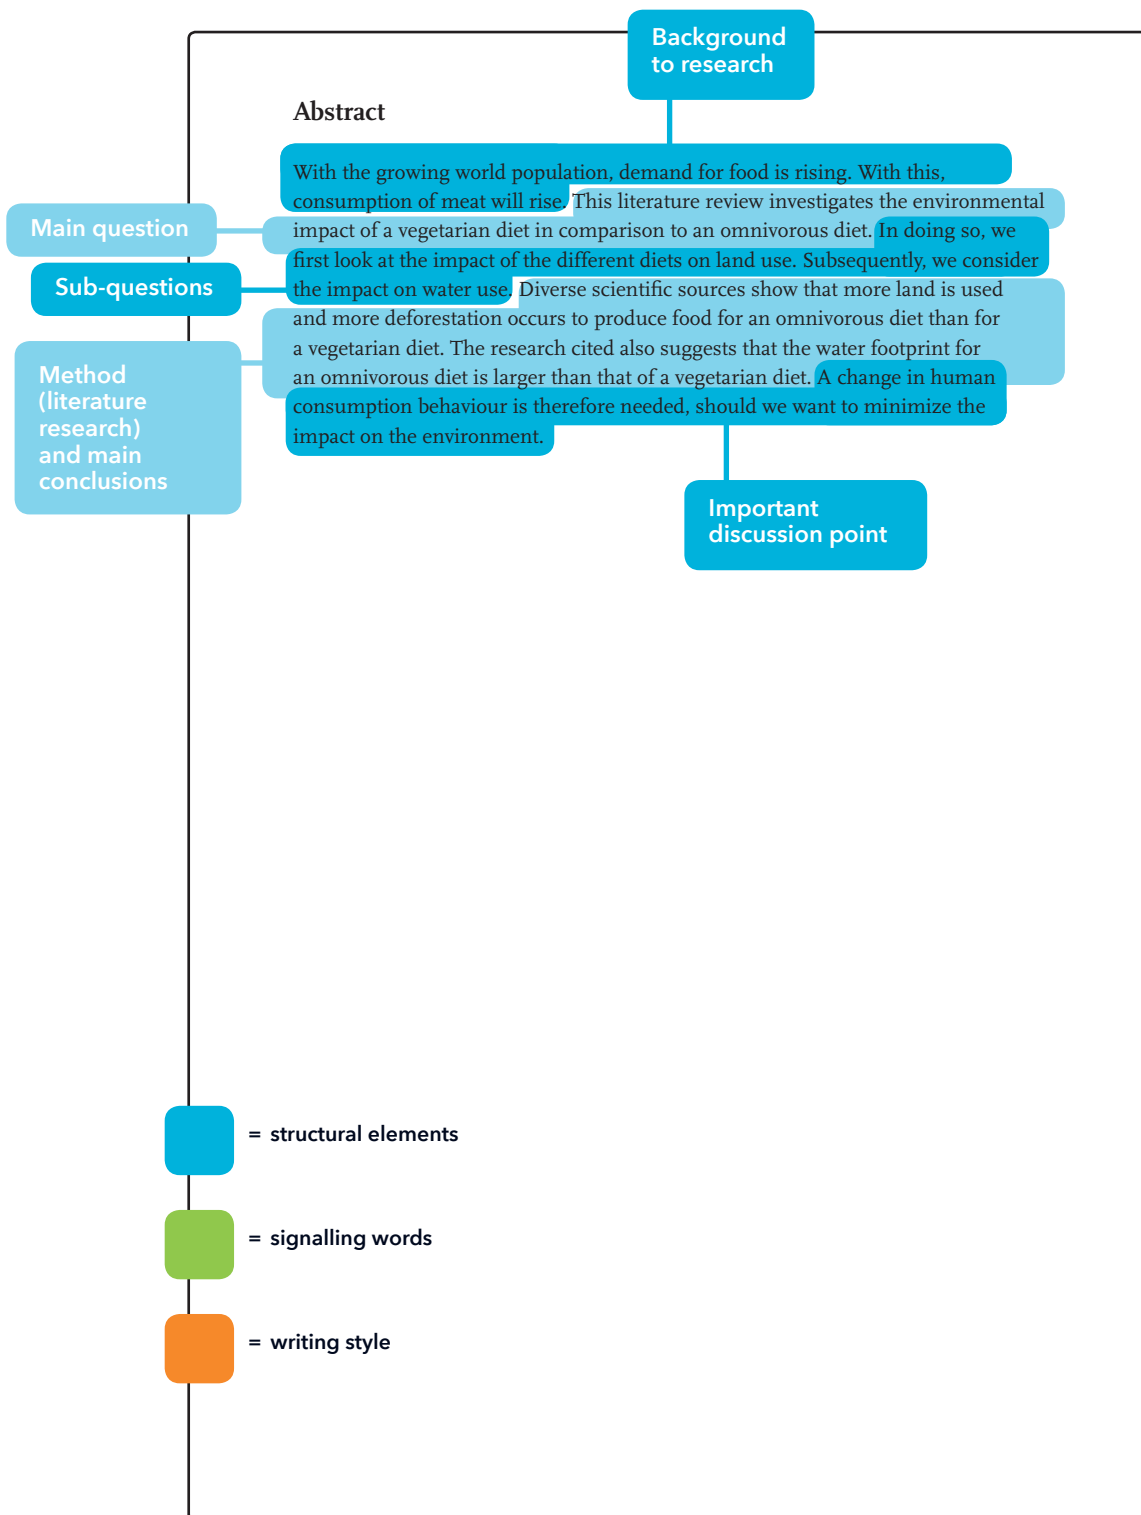 Background
to research
Abstract
With the growing world population, demand for food is rising. With this,
consumption of meat will rise. This literature review investigates the environmental
impact of a vegetarian diet in comparison to an omnivorous diet. In doing so, we
first look at the impact of the different diets on land use. Subsequently, we consider
the impact on water use. Diverse scientific sources show that more land is used
and more deforestation occurs to produce food for an omnivorous diet than for
a vegetarian diet. The research cited also suggests that the water footprint for
an omnivorous diet is larger than that of a vegetarian diet. A change in human
consumption behaviour is therefore needed, should we want to minimize the
impact on the environment.
Main question
Sub-questions
Method
(literature
research)
and main
conclusions
Important
discussion point
= structural elements
= signalling words
= writing style